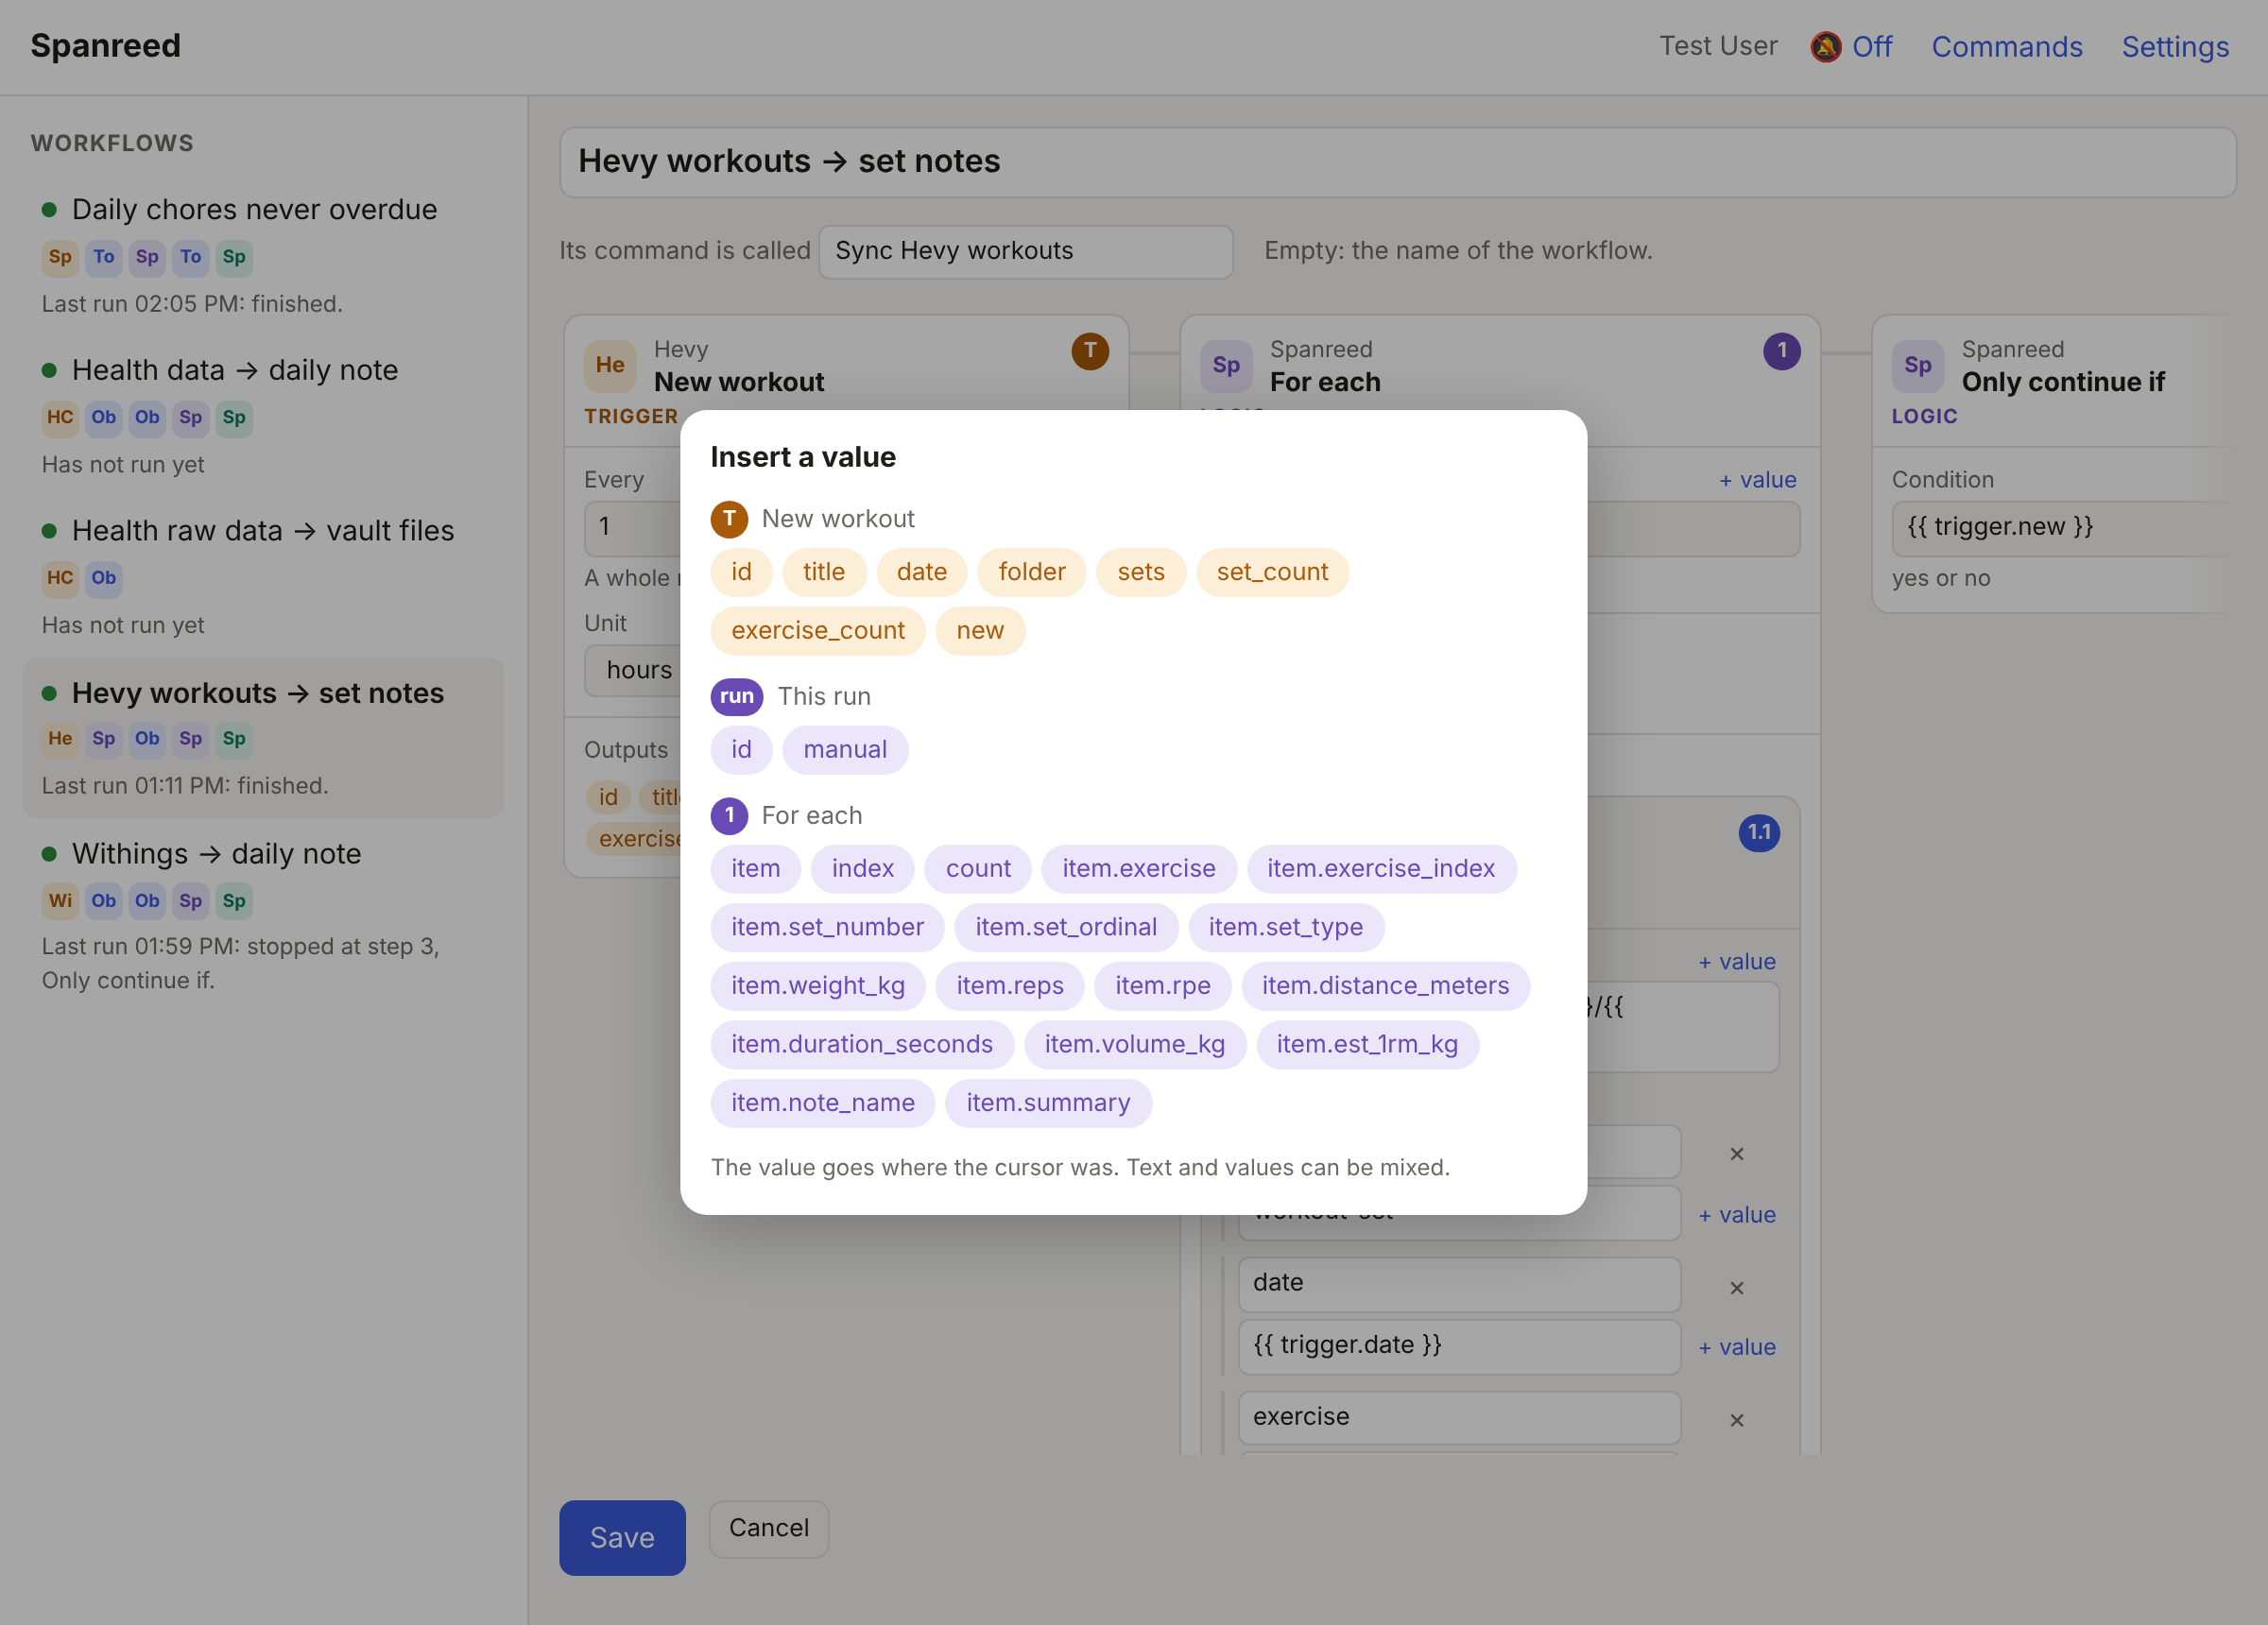 Spanreed
Test User Off Commands Settings
WORKFLOWS
Daily chores never overdue
Sp To Sp To Sp
Last run 02:05 PM: finished.
Health data → daily note
HC Ob Ob Sp Sp
Has not run yet
Health raw data → vault files
HC Ob
Has not run yet
Hevy workouts → set notes
He Sp Ob Sp Sp
Last run 01:11 PM: finished.
Withings → daily note
Wi Ob Ob Sp Sp
Last run 01:59 PM: stopped at step 3,
Only continue if.
Hevy workouts → set notes
Its command is called Sync Hevy workouts Empty: the name of the workflow.
He Hevy T
New workout
TRIGGER
Every
1
A whole
Unit
hours
Outputs
id
Sp Spanreed 1
For each
+ value
1.1
+ value
}/{{
×
+ value
date
×
{{ trigger.date }}
+ value
exercise
×
Sp Spanreed
Only continue if
LOGIC
Condition
{{ trigger.new }}
yes or no
Insert a value
T New workout
id title date folder sets set_count
exercise_count new
run This run
id manual
1 For each
item index count item.exercise item.exercise_index
item.set_number item.set_ordinal item.set_type
item.weight_kg item.reps item.rpe item.distance_meters
item.duration_seconds item.volume_kg item.est_1rm_kg
item.note_name item.summary
The value goes where the cursor was. Text and values can be mixed.
Save Cancel